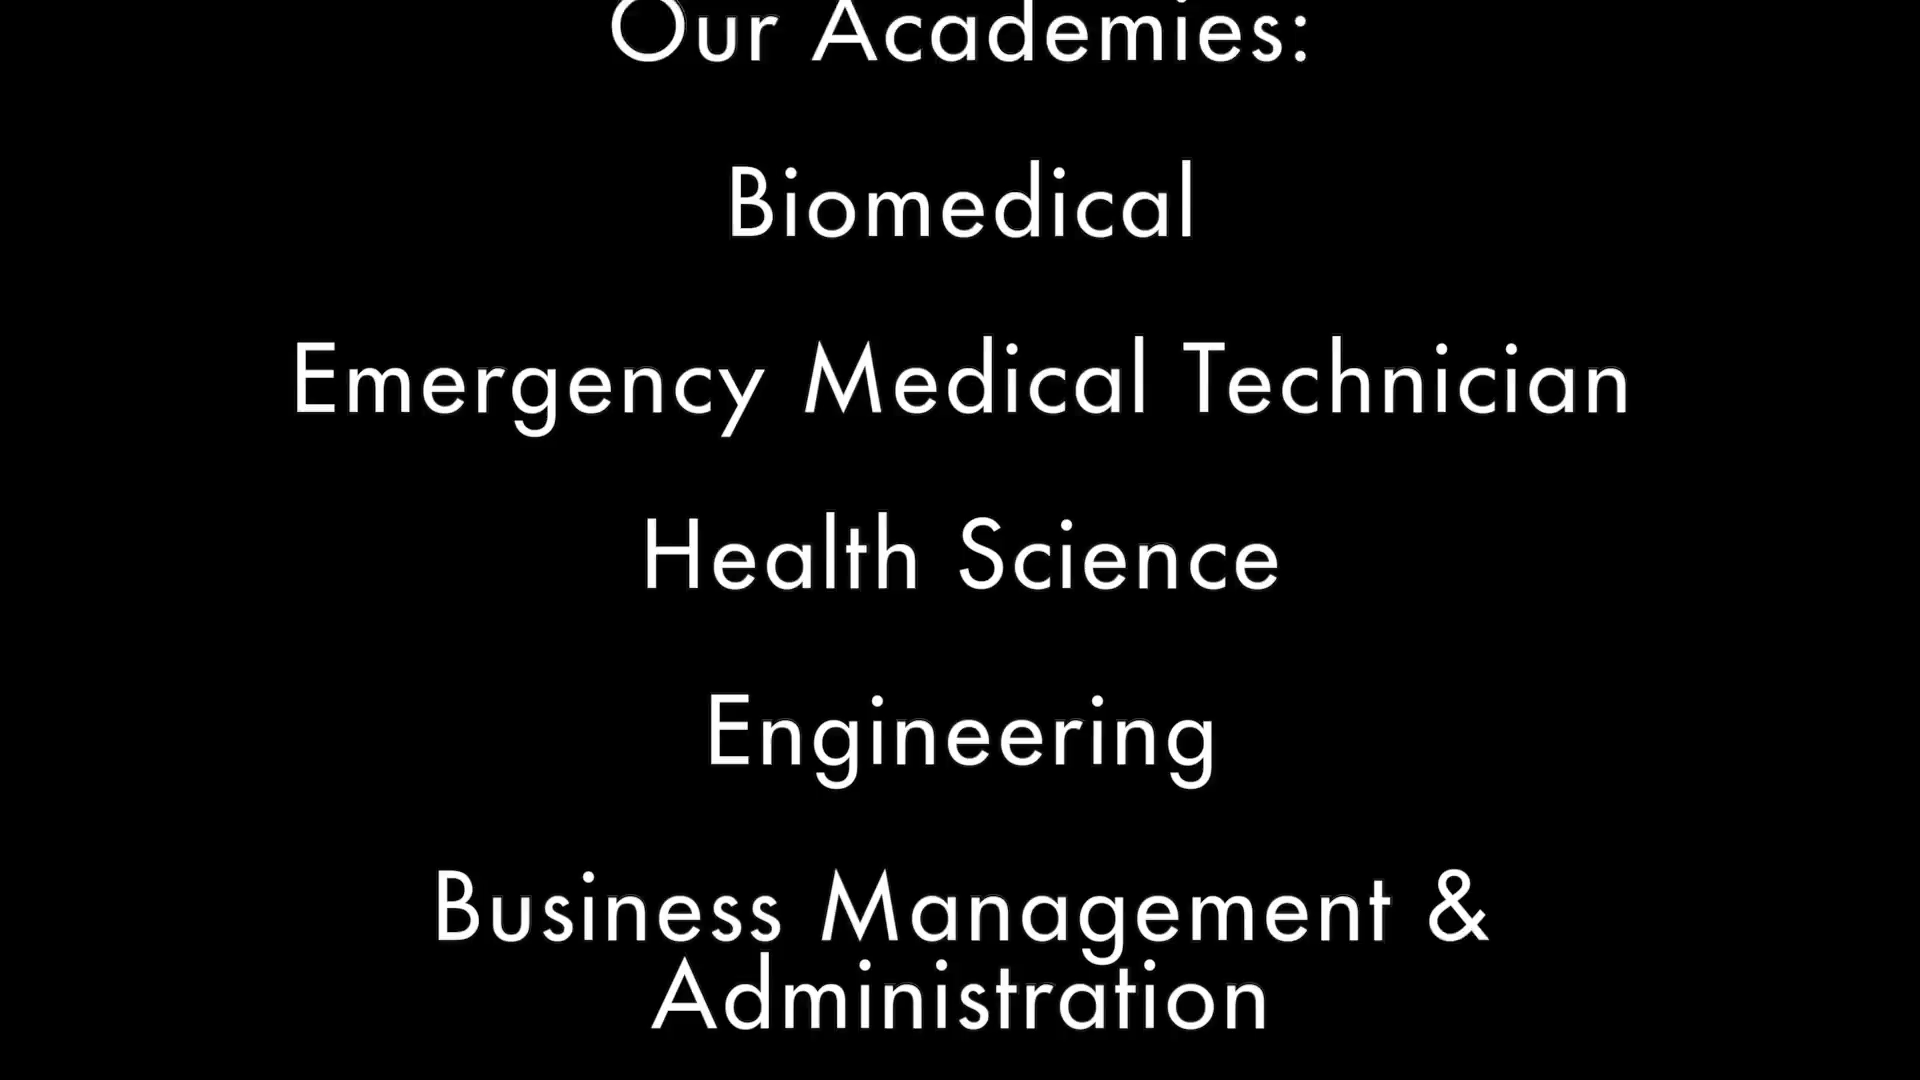 Our Academies:
Biomedical
Emergency Medical Technician
Health Science
Engineering
Business Management &
Administration